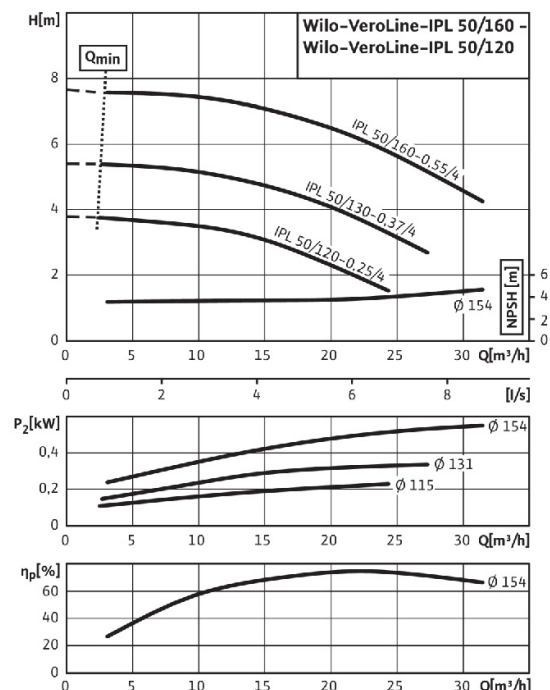 H[m]
Wilo-VeroLine-IPL 50/160 -
Wilo-VeroLine-IPL 50/120
Qmin
8
6
4
2
0
IPL 50/160-0.55/4
IPL 50/130-0.37/4
IPL 50/120-0.25/4
Ø 154
NPSH [m]
6
4
2
0
0 5 10 15 20 25 30 Q[m³/h]
0 2 4 6 8 [l/s]
P₂[kW]
0,4
0,2
0
Ø 154
Ø 131
Ø 115
0 5 10 15 20 25 30 Q[m³/h]
ηp[%]
60
40
20
0
Ø 154
0 5 10 15 20 25 30 Q[m³/h]